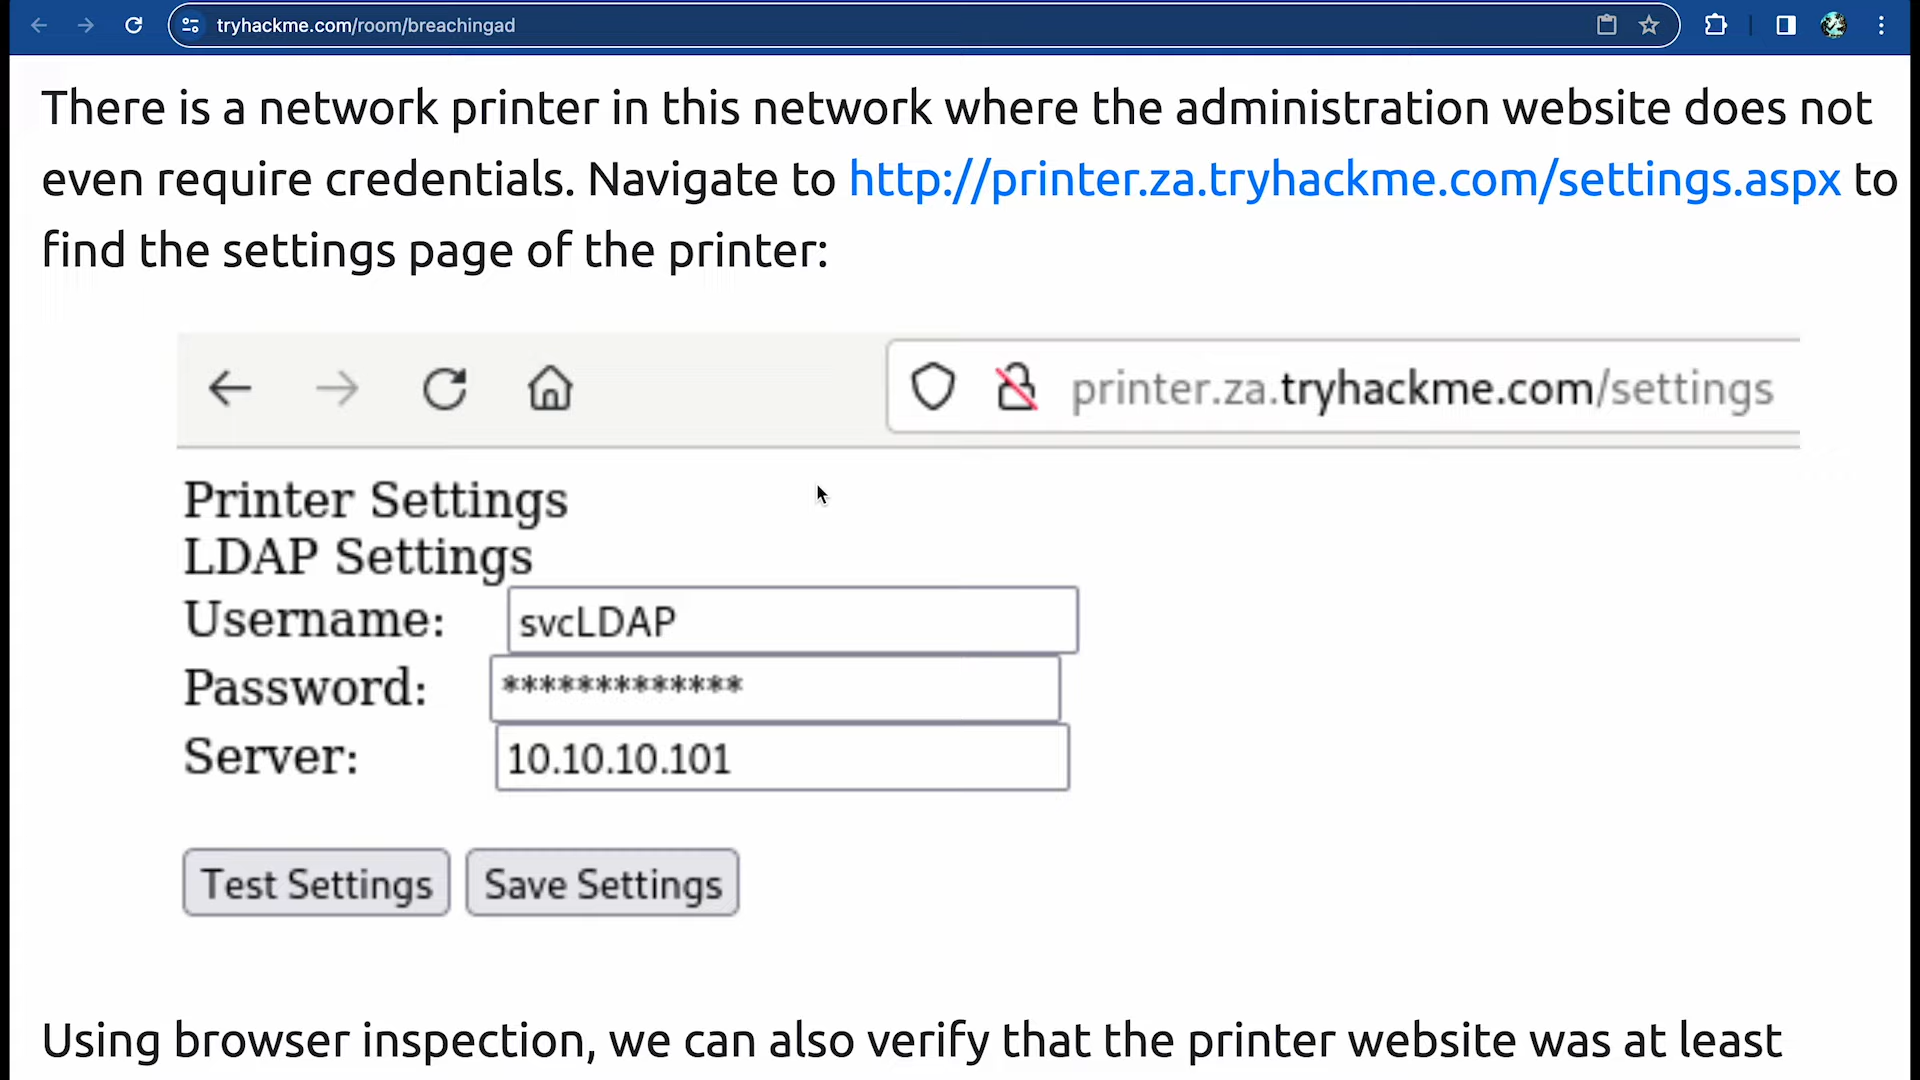 tryhackme.com/room/breachingad
There is a network printer in this network where the administration website does not
even require credentials. Navigate to http://printer.za.tryhackme.com/settings.aspx to
find the settings page of the printer:
printer.za.tryhackme.com/settings
Printer Settings
LDAP Settings
Username: svcLDAP
Password: *************
Server: 10.10.10.101
Test Settings Save Settings
Using browser inspection, we can also verify that the printer website was at least